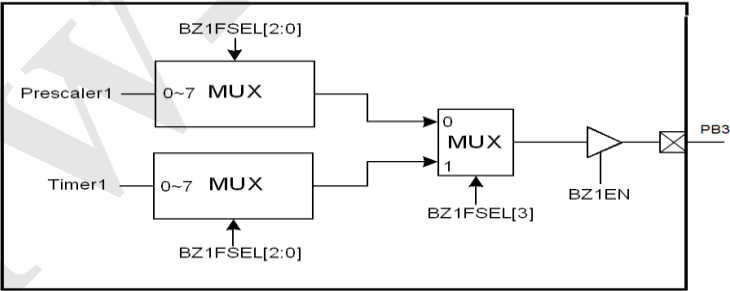 BZ1FSEL[2:0]
Prescaler1
0~7 MUX
0
MUX
1
PB3
Timer1
0~7 MUX
BZ1EN
BZ1FSEL[3]
BZ1FSEL[2:0]